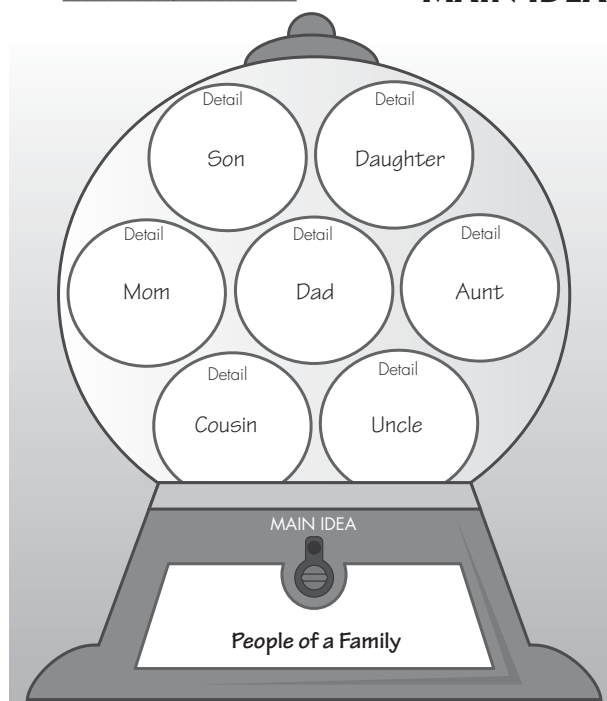 MAIN IDEA
Detail
Son
Detail
Daughter
Detail
Mom
Detail
Dad
Detail
Aunt
Detail
Cousin
Detail
Uncle
MAIN IDEA
People of a Family